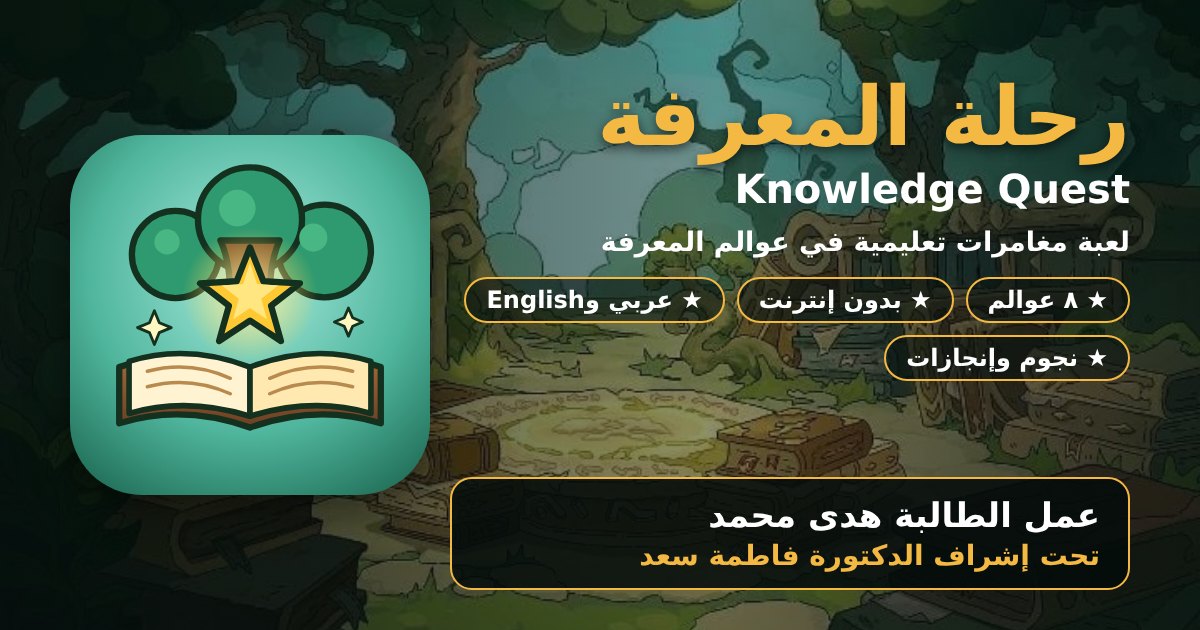 رحلة المعرفة
Knowledge Quest
لعبة مغامرات تعليمية في عوالم المعرفة
★ ٨ عوالم ★ بدون إنترنت ★ عربي وEnglish
★ نجوم وإنجازات
عمل الطالبة هدى محمد
تحت إشراف الدكتورة فاطمة سعد